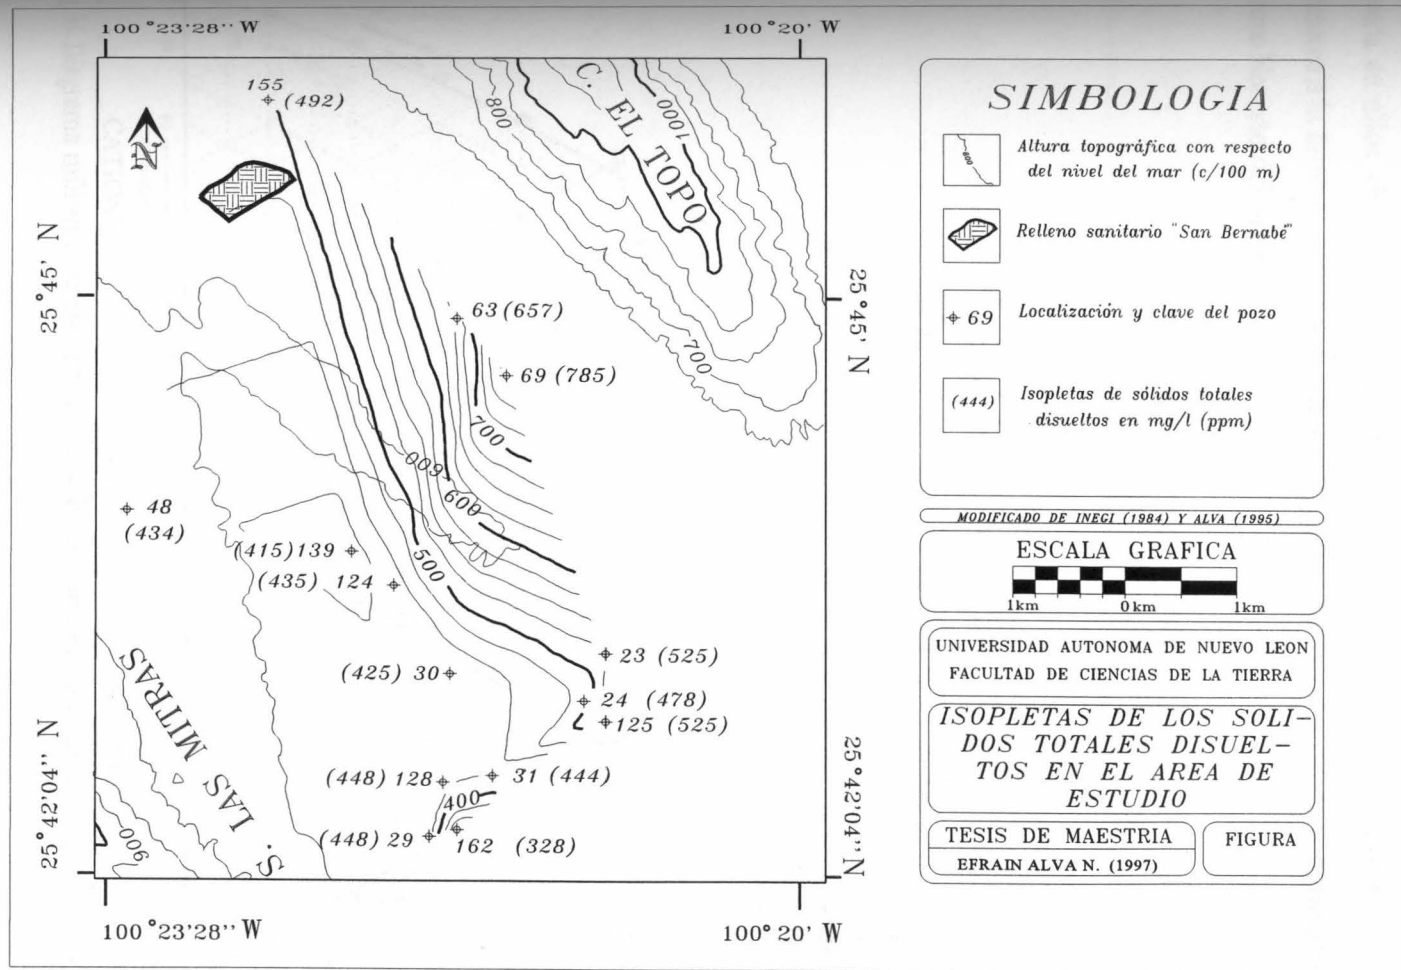 100°23'28'' W
100°20' W
155
(492)
N
C. EL TOPO
800
1000
25°45' N
25°45' N
63 (657)
69 (785)
700
700
600
600
500
48
(434)
(415) 139
(435) 124
(425) 30
23 (525)
24 (478)
125 (525)
(448) 128
31 (444)
400
(448) 29
162 (328)
S. LAS MITRAS
900
25°42'04'' N
25°42'04'' N
100°23'28'' W
100°20' W
SIMBOLOGIA
600
Altura topográfica con respecto
del nivel del mar (c/100 m)
Relleno sanitario "San Bernabé"
69
Localización y clave del pozo
(444)
Isopletas de sólidos totales
disueltos en mg/l (ppm)
MODIFICADO DE INEGI (1984) Y ALVA (1995)
ESCALA GRAFICA
1km 0km 1km
UNIVERSIDAD AUTONOMA DE NUEVO LEON
FACULTAD DE CIENCIAS DE LA TIERRA
ISOPLETAS DE LOS SOLI-
DOS TOTALES DISUEL-
TOS EN EL AREA DE
ESTUDIO
TESIS DE MAESTRIA
EFRAIN ALVA N. (1997)
FIGURA